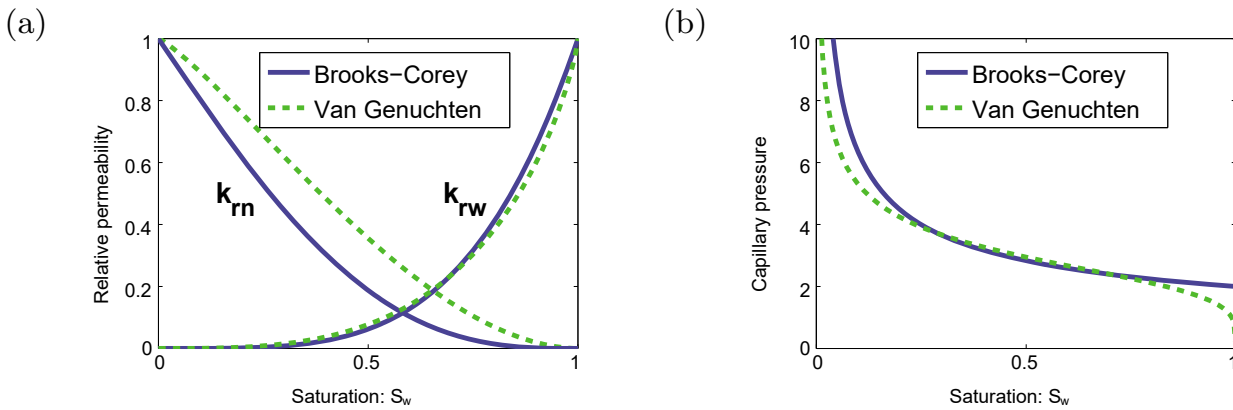 (a)
Relative permeability
1
0.8
0.6
0.4
0.2
0
Brooks−Corey
Van Genuchten
k_rn
k_rw
0 0.5 1
Saturation: S_w
(b)
Capillary pressure
10
8
6
4
2
0
Brooks−Corey
Van Genuchten
0 0.5 1
Saturation: S_w